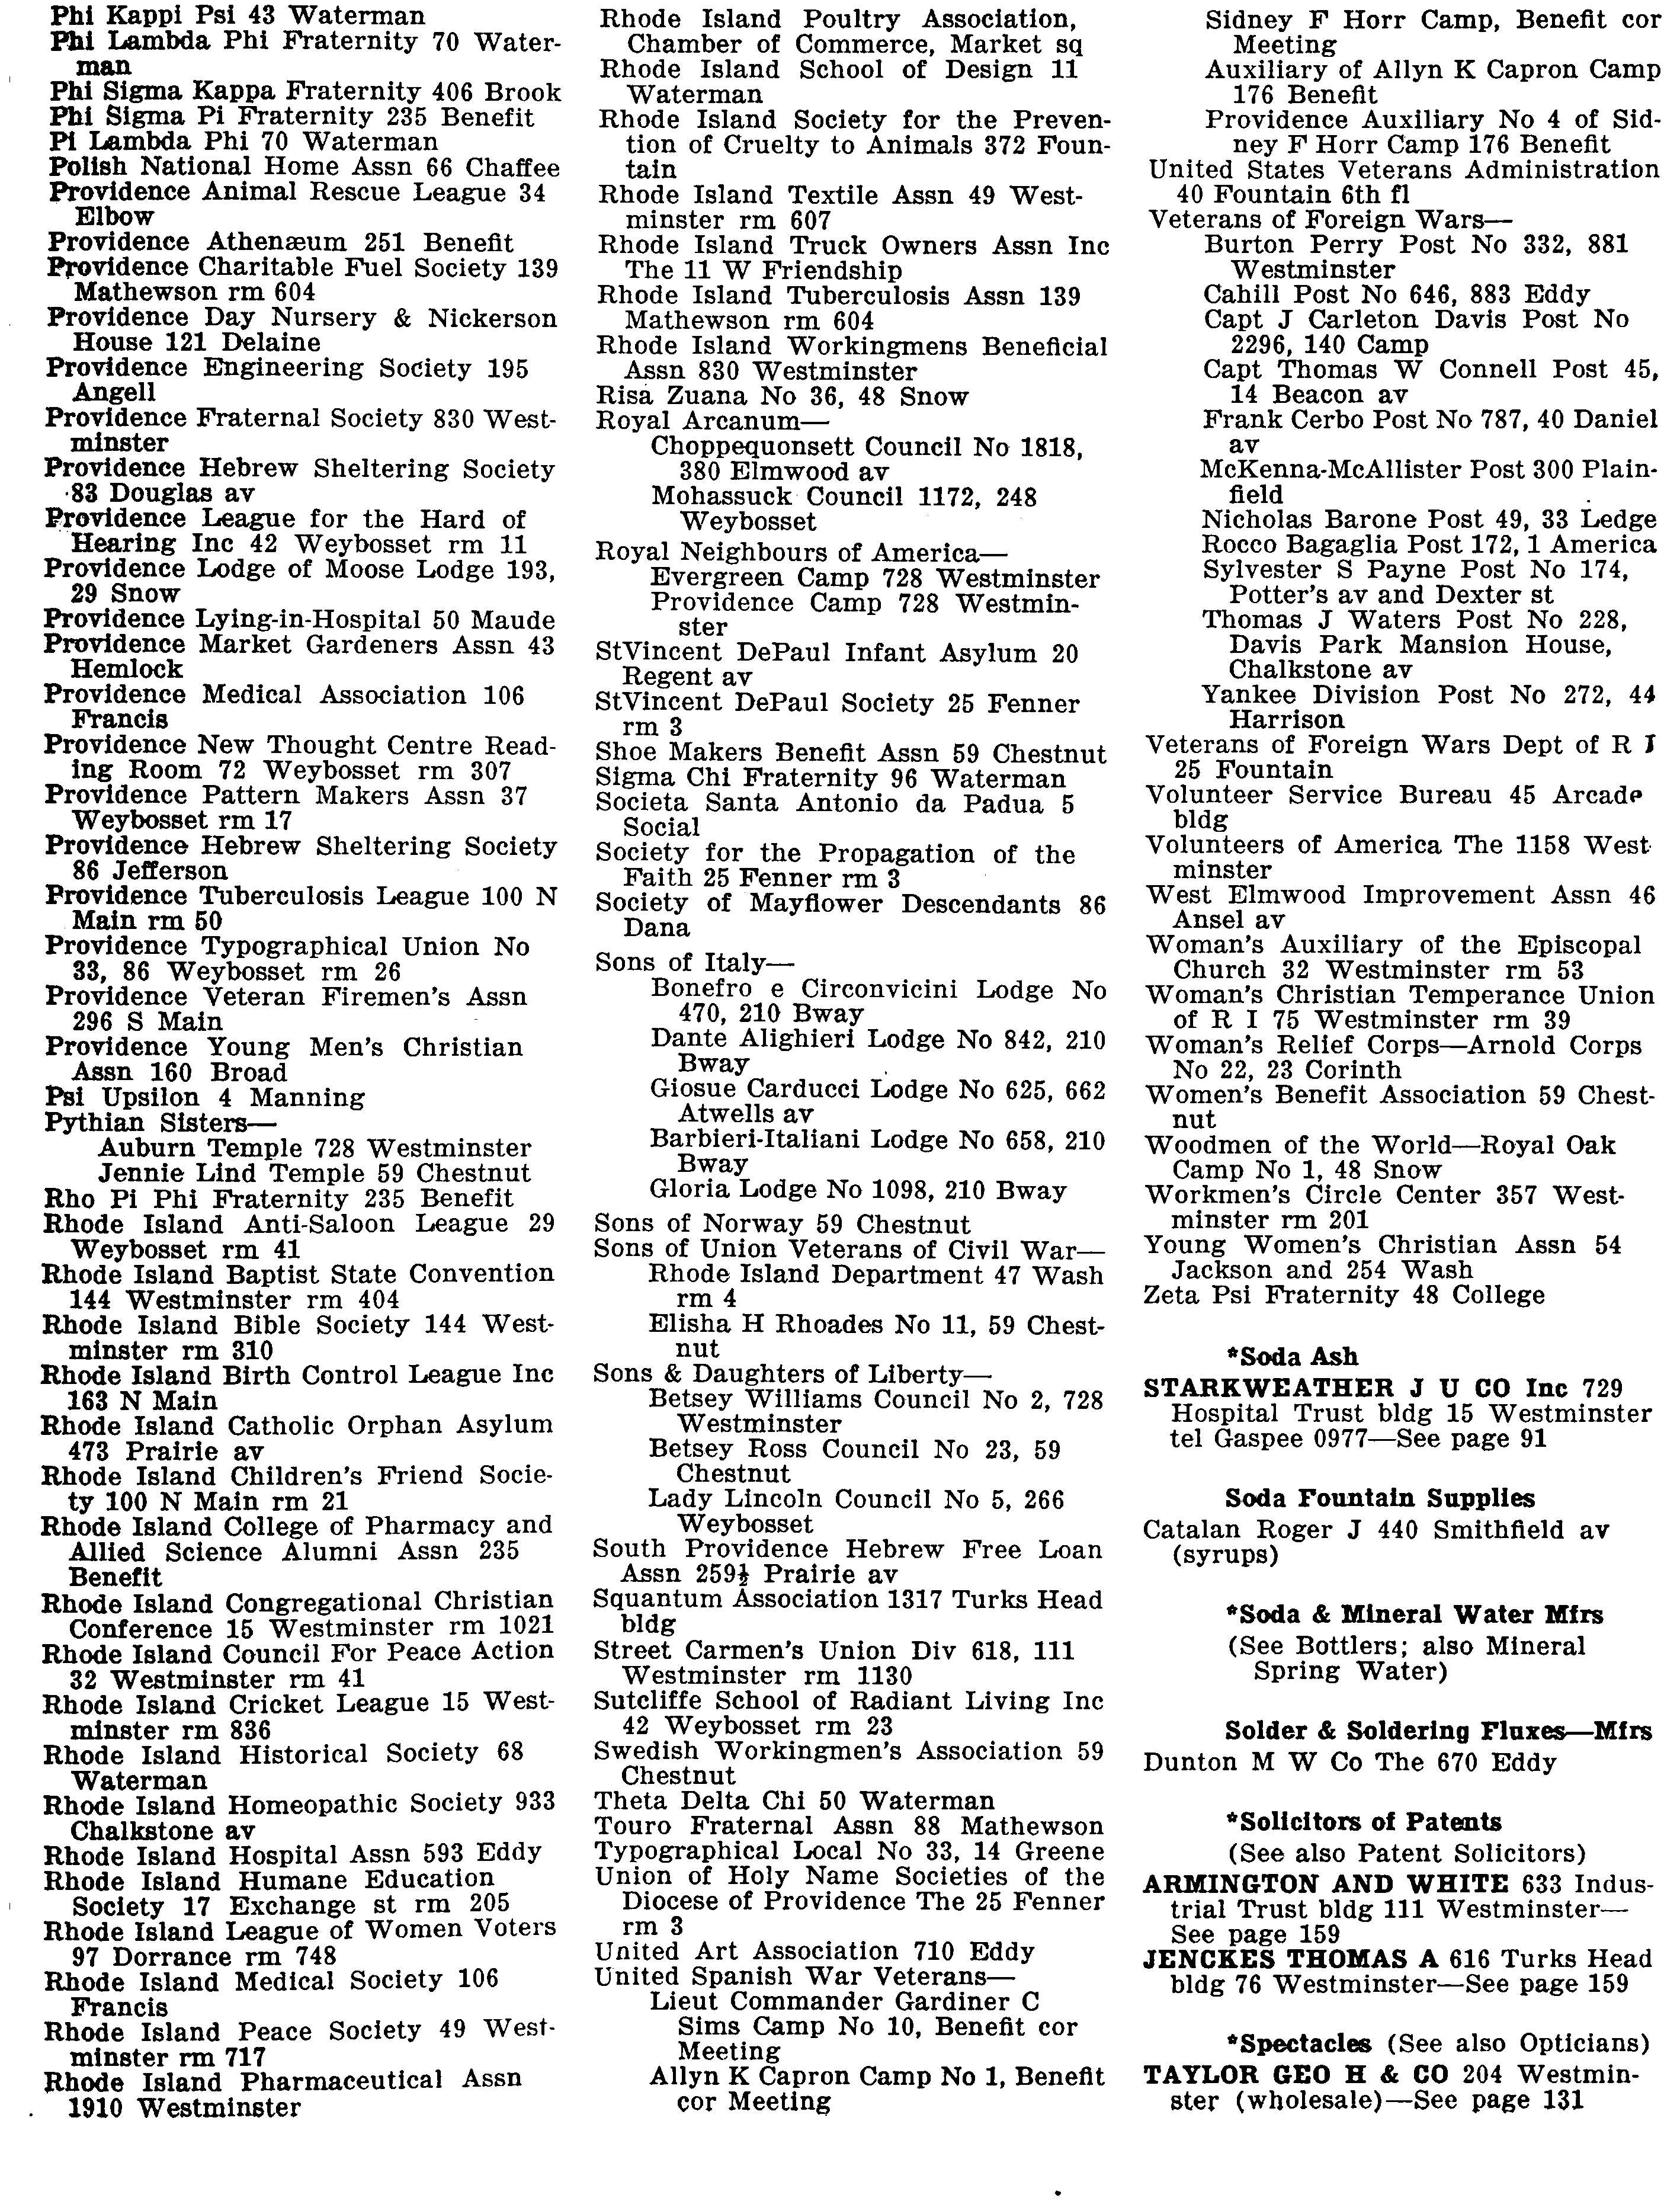 Phi Kappi Psi 43 Waterman
Phi Lambda Phi Fraternity 70 Water-
man
Phi Sigma Kappa Fraternity 406 Brook
Phi Sigma Pi Fraternity 235 Benefit
Pi Lambda Phi 70 Waterman
Polish National Home Assn 66 Chaffee
Providence Animal Rescue League 34
Elbow
Providence Athenæum 251 Benefit
Providence Charitable Fuel Society 139
Mathewson rm 604
Providence Day Nursery & Nickerson
House 121 Delaine
Providence Engineering Society 195
Angell
Providence Fraternal Society 830 West-
minster
Providence Hebrew Sheltering Society
83 Douglas av
Providence League for the Hard of
Hearing Inc 42 Weybosset rm 11
Providence Lodge of Moose Lodge 193,
29 Snow
Providence Lying-in-Hospital 50 Maude
Providence Market Gardeners Assn 43
Hemlock
Providence Medical Association 106
Francis
Providence New Thought Centre Read-
ing Room 72 Weybosset rm 307
Providence Pattern Makers Assn 37
Weybosset rm 17
Providence Hebrew Sheltering Society
86 Jefferson
Providence Tuberculosis League 100 N
Main rm 50
Providence Typographical Union No
33, 86 Weybosset rm 26
Providence Veteran Firemen's Assn
296 S Main
Providence Young Men's Christian
Assn 160 Broad
Psi Upsilon 4 Manning
Pythian Sisters—
Auburn Temple 728 Westminster
Jennie Lind Temple 59 Chestnut
Rho Pi Phi Fraternity 235 Benefit
Rhode Island Anti-Saloon League 29
Weybosset rm 41
Rhode Island Baptist State Convention
144 Westminster rm 404
Rhode Island Bible Society 144 West-
minster rm 310
Rhode Island Birth Control League Inc
163 N Main
Rhode Island Catholic Orphan Asylum
473 Prairie av
Rhode Island Children's Friend Socie-
ty 100 N Main rm 21
Rhode Island College of Pharmacy and
Allied Science Alumni Assn 235
Benefit
Rhode Island Congregational Christian
Conference 15 Westminster rm 1021
Rhode Island Council For Peace Action
32 Westminster rm 41
Rhode Island Cricket League 15 West-
minster rm 836
Rhode Island Historical Society 68
Waterman
Rhode Island Homeopathic Society 933
Chalkstone av
Rhode Island Hospital Assn 593 Eddy
Rhode Island Humane Education
Society 17 Exchange st rm 205
Rhode Island League of Women Voters
97 Dorrance rm 748
Rhode Island Medical Society 106
Francis
Rhode Island Peace Society 49 West-
minster rm 717
Rhode Island Pharmaceutical Assn
1910 Westminster
Rhode Island Poultry Association,
Chamber of Commerce, Market sq
Rhode Island School of Design 11
Waterman
Rhode Island Society for the Preven-
tion of Cruelty to Animals 372 Foun-
tain
Rhode Island Textile Assn 49 West-
minster rm 607
Rhode Island Truck Owners Assn Inc
The 11 W Friendship
Rhode Island Tuberculosis Assn 139
Mathewson rm 604
Rhode Island Workingmens Beneficial
Assn 830 Westminster
Risa Zuana No 36, 48 Snow
Royal Arcanum—
Choppequonsett Council No 1818,
380 Elmwood av
Mohassuck Council 1172, 248
Weybosset
Royal Neighbours of America—
Evergreen Camp 728 Westminster
Providence Camp 728 Westmin-
ster
StVincent DePaul Infant Asylum 20
Regent av
StVincent DePaul Society 25 Fenner
rm 3
Shoe Makers Benefit Assn 59 Chestnut
Sigma Chi Fraternity 96 Waterman
Societa Santa Antonio da Padua 5
Social
Society for the Propagation of the
Faith 25 Fenner rm 3
Society of Mayflower Descendants 86
Dana
Sons of Italy—
Bonefro e Circonvicini Lodge No
470, 210 Bway
Dante Alighieri Lodge No 842, 210
Bway
Giosue Carducci Lodge No 625, 662
Atwells av
Barbieri-Italiani Lodge No 658, 210
Bway
Gloria Lodge No 1098, 210 Bway
Sons of Norway 59 Chestnut
Sons of Union Veterans of Civil War—
Rhode Island Department 47 Wash
rm 4
Elisha H Rhoades No 11, 59 Chest-
nut
Sons & Daughters of Liberty—
Betsey Williams Council No 2, 728
Westminster
Betsey Ross Council No 23, 59
Chestnut
Lady Lincoln Council No 5, 266
Weybosset
South Providence Hebrew Free Loan
Assn 259½ Prairie av
Squantum Association 1317 Turks Head
bldg
Street Carmen's Union Div 618, 111
Westminster rm 1130
Sutcliffe School of Radiant Living Inc
42 Weybosset rm 23
Swedish Workingmen's Association 59
Chestnut
Theta Delta Chi 50 Waterman
Touro Fraternal Assn 88 Mathewson
Typographical Local No 33, 14 Greene
Union of Holy Name Societies of the
Diocese of Providence The 25 Fenner
rm 3
United Art Association 710 Eddy
United Spanish War Veterans—
Lieut Commander Gardiner C
Sims Camp No 10, Benefit cor
Meeting
Allyn K Capron Camp No 1, Benefit
cor Meeting
Sidney F Horr Camp, Benefit cor
Meeting
Auxiliary of Allyn K Capron Camp
176 Benefit
Providence Auxiliary No 4 of Sid-
ney F Horr Camp 176 Benefit
United States Veterans Administration
40 Fountain 6th fl
Veterans of Foreign Wars—
Burton Perry Post No 332, 881
Westminster
Cahill Post No 646, 883 Eddy
Capt J Carleton Davis Post No
2296, 140 Camp
Capt Thomas W Connell Post 45,
14 Beacon av
Frank Cerbo Post No 787, 40 Daniel
av
McKenna-McAllister Post 300 Plain-
field
Nicholas Barone Post 49, 33 Ledge
Rocco Bagaglia Post 172, 1 America
Sylvester S Payne Post No 174,
Potter's av and Dexter st
Thomas J Waters Post No 228,
Davis Park Mansion House,
Chalkstone av
Yankee Division Post No 272, 44
Harrison
Veterans of Foreign Wars Dept of R I
25 Fountain
Volunteer Service Bureau 45 Arcade
bldg
Volunteers of America The 1158 West-
minster
West Elmwood Improvement Assn 46
Ansel av
Woman's Auxiliary of the Episcopal
Church 32 Westminster rm 53
Woman's Christian Temperance Union
of R I 75 Westminster rm 39
Woman's Relief Corps—Arnold Corps
No 22, 23 Corinth
Women's Benefit Association 59 Chest-
nut
Woodmen of the World—Royal Oak
Camp No 1, 48 Snow
Workmen's Circle Center 357 West-
minster rm 201
Young Women's Christian Assn 54
Jackson and 254 Wash
Zeta Psi Fraternity 48 College
*Soda Ash
STARKWEATHER J U CO Inc 729
Hospital Trust bldg 15 Westminster
tel Gaspee 0977—See page 91
Soda Fountain Supplies
Catalan Roger J 440 Smithfield av
(syrups)
*Soda & Mineral Water Mfrs
(See Bottlers; also Mineral
Spring Water)
Solder & Soldering Fluxes—Mfrs
Dunton M W Co The 670 Eddy
*Solicitors of Patents
(See also Patent Solicitors)
ARMINGTON AND WHITE 633 Indus-
trial Trust bldg 111 Westminster—
See page 159
JENCKES THOMAS A 616 Turks Head
bldg 76 Westminster—See page 159
*Spectacles (See also Opticians)
TAYLOR GEO H & CO 204 Westmin-
ster (wholesale)—See page 131